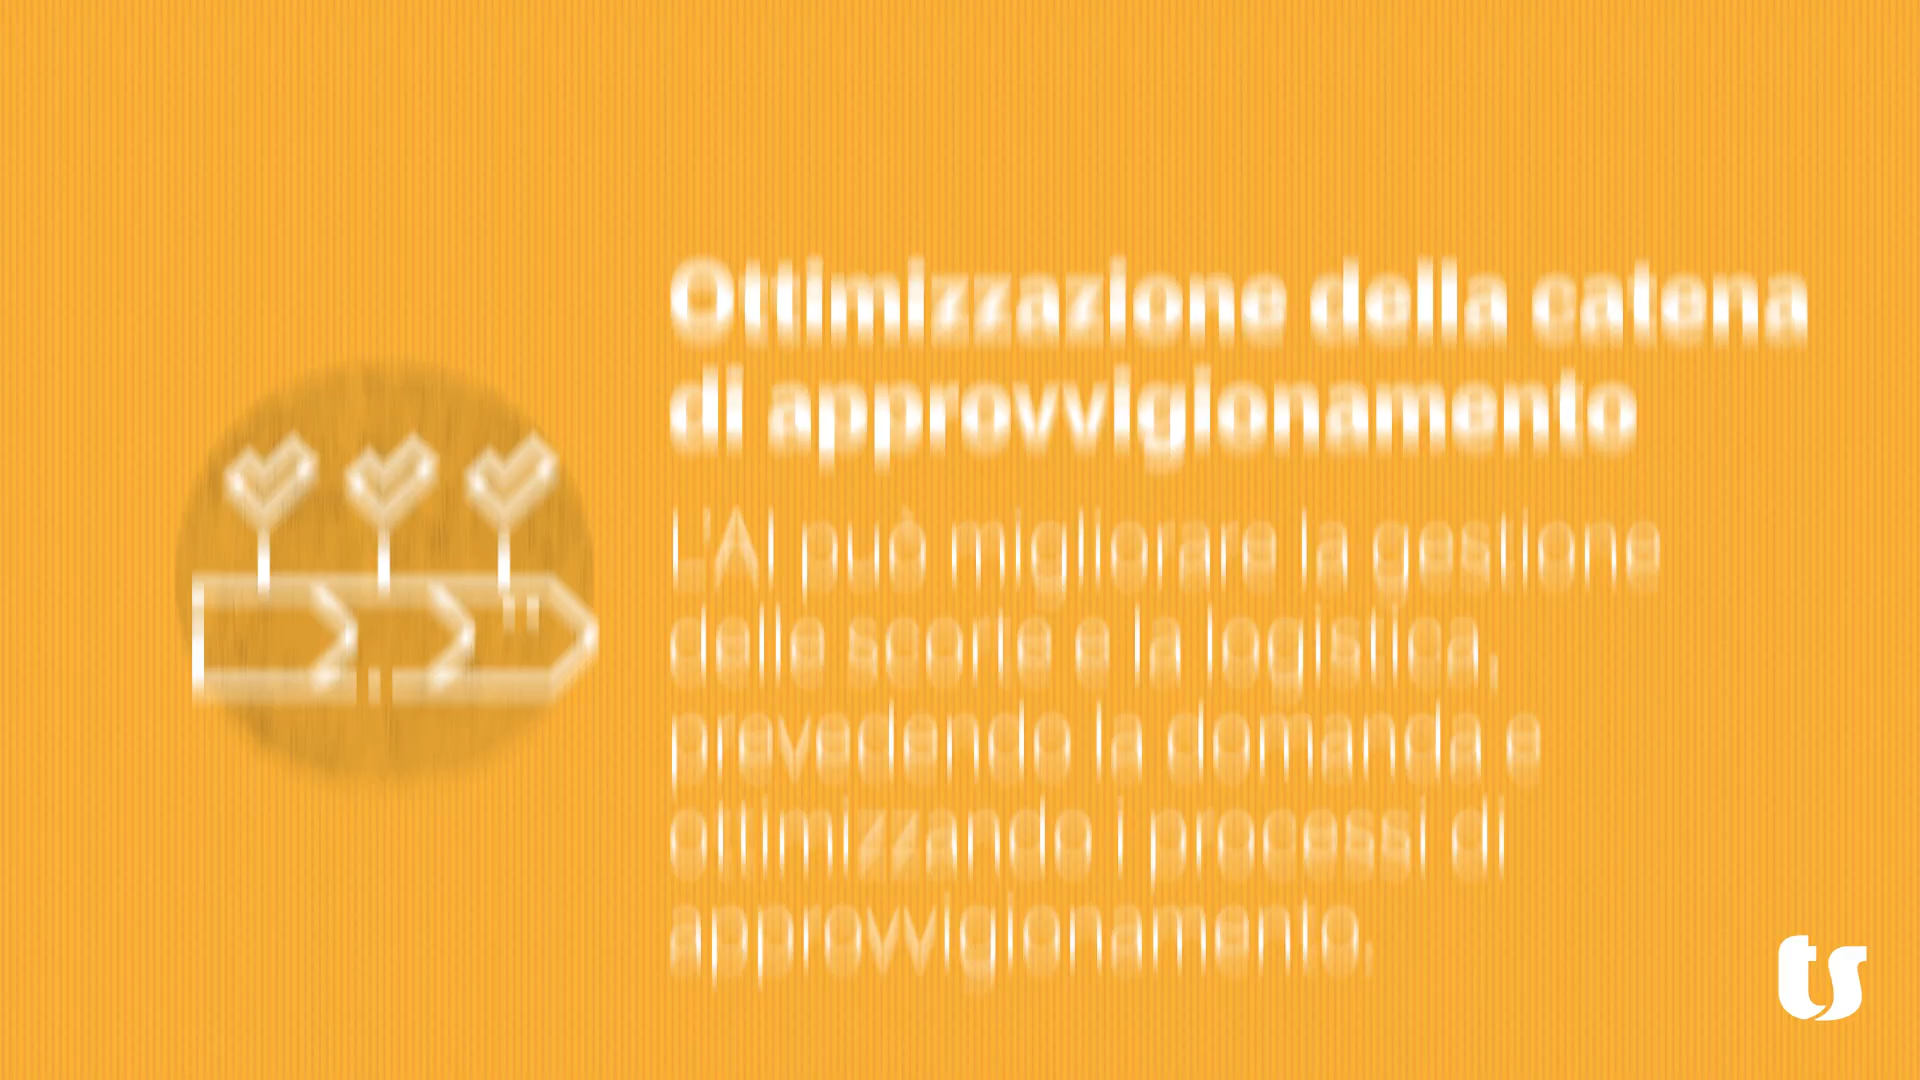 Ottimizzazione della catena
di approvvigionamento
L'AI può migliorare la gestione
delle scorte e la logistica,
prevedendo la domanda e
ottimizzando i processi di
approvvigionamento.
ts